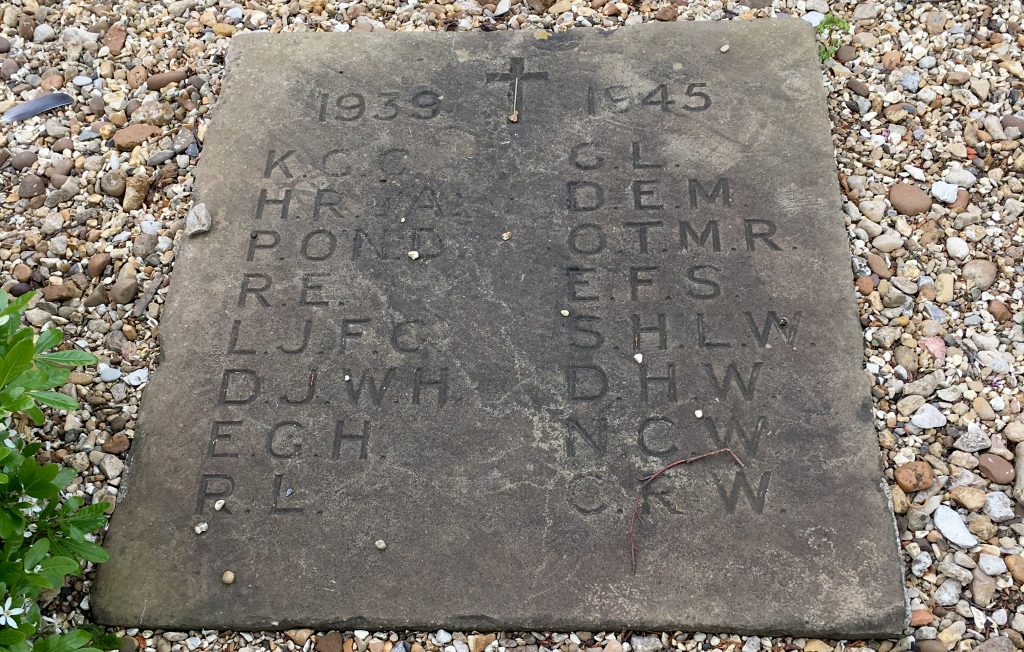 1939 1945
K.G.C.
H.R.J.A.
P.O.N.D.
R.E.
L.J.F.G.
D.J.W.H.
E.G.H.
R.L.
G.L.
D.E.M.
O.T.M.R.
E.F.S
S.H.L.W.
D.H.W.
N.C.W
C.R.W.